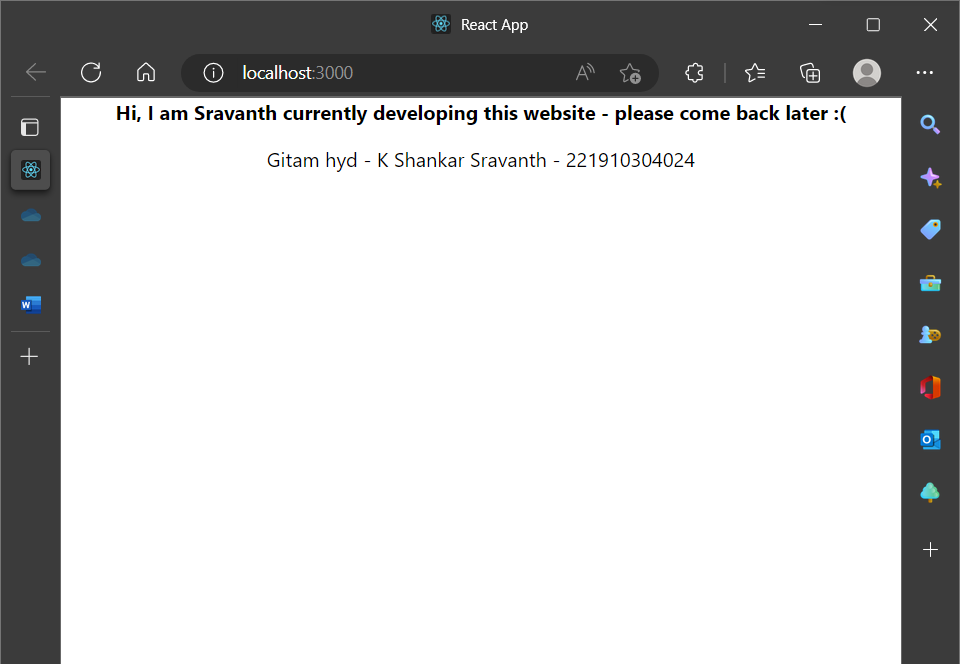 React App
localhost:3000
Hi, I am Sravanth currently developing this website - please come back later :(
Gitam hyd - K Shankar Sravanth - 221910304024